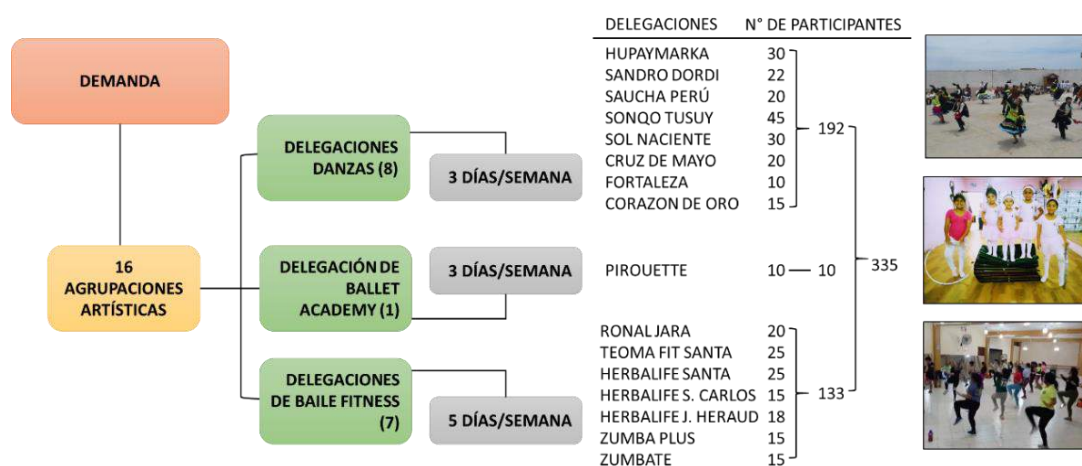 DEMANDA
16
AGRUPACIONES
ARTÍSTICAS
DELEGACIONES
DANZAS (8)
3 DÍAS/SEMANA
DELEGACIÓN DE
BALLET
ACADEMY (1)
3 DÍAS/SEMANA
DELEGACIONES
DE BAILE FITNESS
(7)
5 DÍAS/SEMANA
DELEGACIONES N° DE PARTICIPANTES
HUPAYMARKA 30
SANDRO DORDI 22
SAUCHA PERÚ 20
SONQO TUSUY 45
SOL NACIENTE 30
CRUZ DE MAYO 20
FORTALEZA 10
CORAZON DE ORO 15
192
PIROUETTE 10 10
335
RONAL JARA 20
TEOMA FIT SANTA 25
HERBALIFE SANTA 25
HERBALIFE S. CARLOS 15
HERBALIFE J. HERAUD 18
ZUMBA PLUS 15
ZUMBATE 15
133